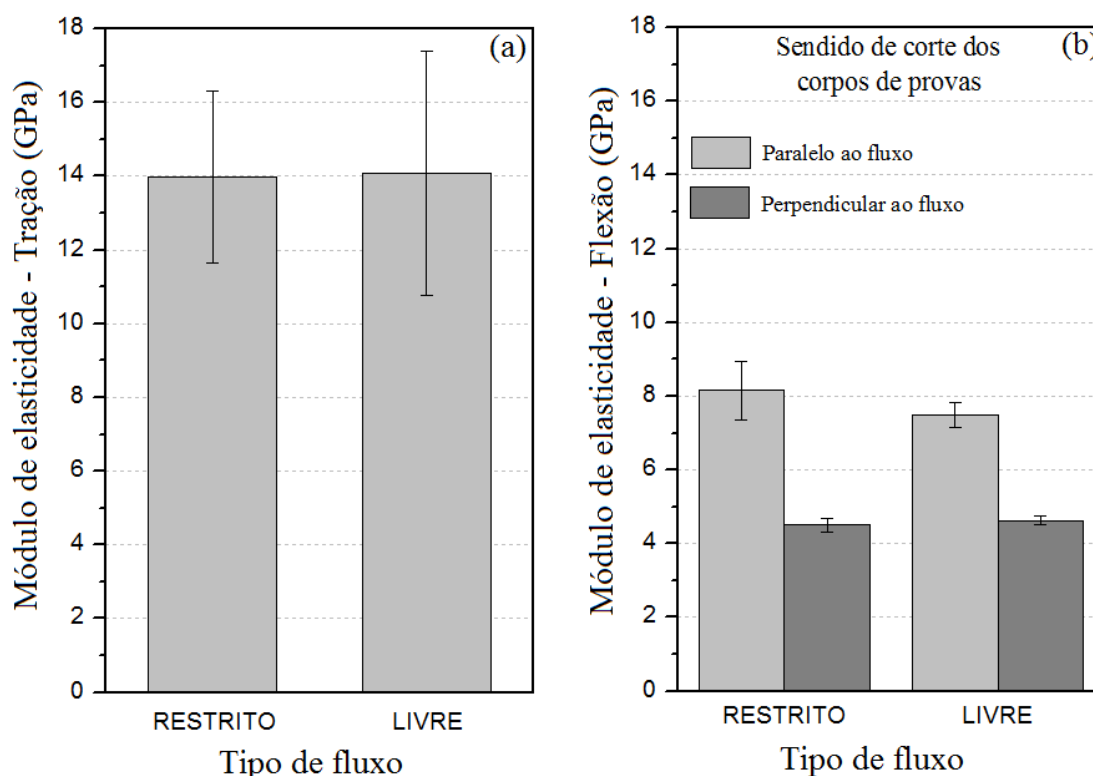 (a)
Módulo de elasticidade - Tração (GPa)
18
16
14
12
10
8
6
4
2
0
RESTRITO LIVRE
Tipo de fluxo
(b)
Módulo de elasticidade - Flexão (GPa)
Sendido de corte dos
corpos de provas
Paralelo ao fluxo
Perpendicular ao fluxo
18
16
14
12
10
8
6
4
2
0
RESTRITO LIVRE
Tipo de fluxo